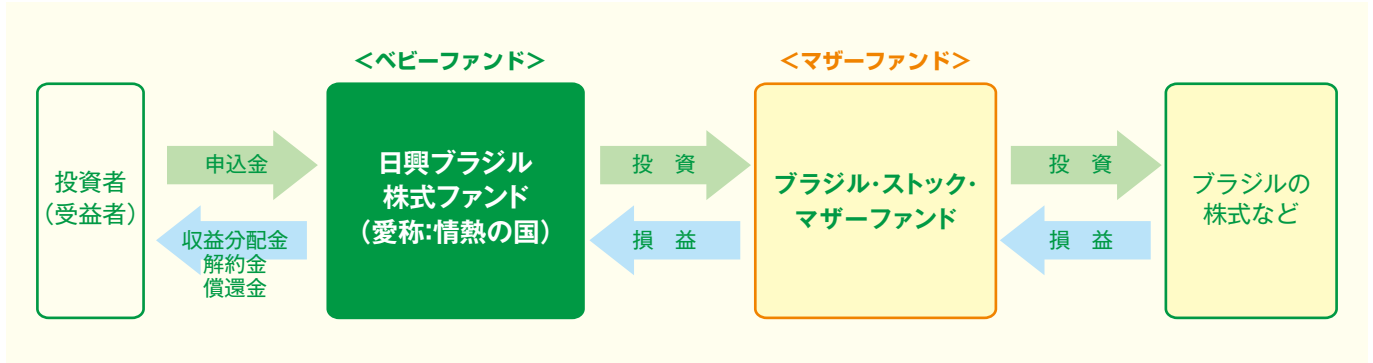 <ベビーファンド>
<マザーファンド>
投資者
(受益者)
申込金
収益分配金
解約金
償還金
日興ブラジル
株式ファンド
(愛称:情熱の国)
投 資
損 益
ブラジル・ストック・
マザーファンド
投 資
損 益
ブラジルの
株式など